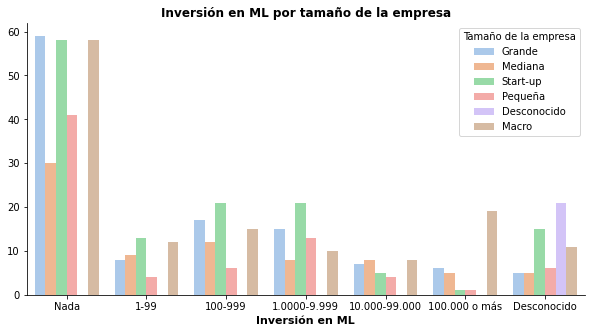 Inversión en ML por tamaño de la empresa
60
50
40
30
20
10
0
Tamaño de la empresa
Grande
Mediana
Start-up
Pequeña
Desconocido
Macro
Nada 1-99 100-999 1.0000-9.999 10.000-99.000 100.000 o más Desconocido
Inversión en ML